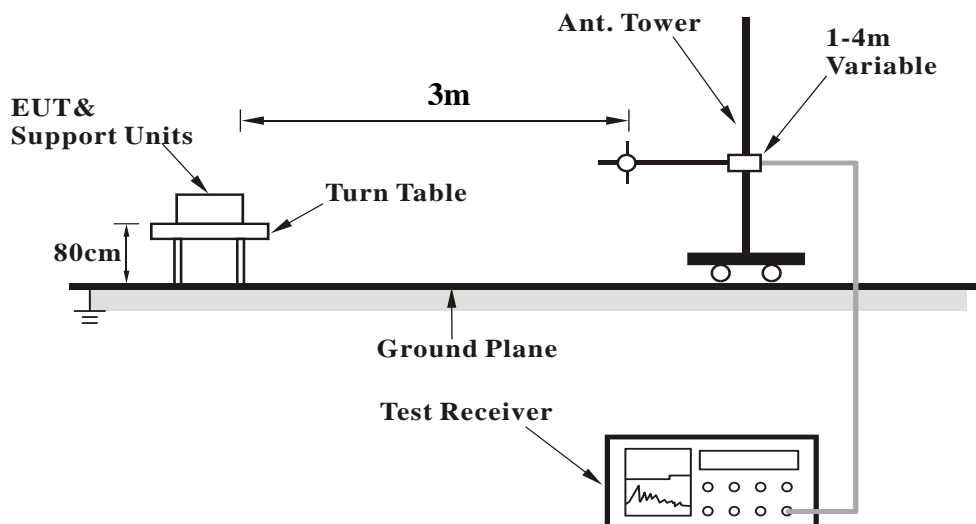 Ant. Tower
1-4m
Variable
3m
EUT&
Support Units
Turn Table
80cm
Ground Plane
Test Receiver